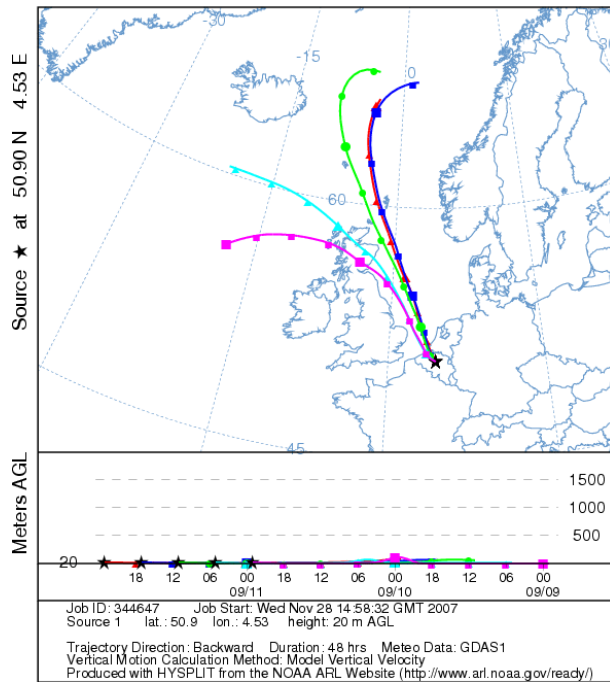 Source ★ at 50.90 N 4.53 E
-30
-15
0
60
45
Meters AGL
1500
1000
500
20
18 12 06 00 18 12 06 00 18 12 06 00
09/11 09/10 09/09
Job ID: 344647 Job Start: Wed Nov 28 14:58:32 GMT 2007
Source 1 lat.: 50.9 lon.: 4.53 height: 20 m AGL
Trajectory Direction: Backward Duration: 48 hrs Meteo Data: GDAS1
Vertical Motion Calculation Method: Model Vertical Velocity
Produced with HYSPLIT from the NOAA ARL Website (http://www.arl.noaa.gov/ready/)